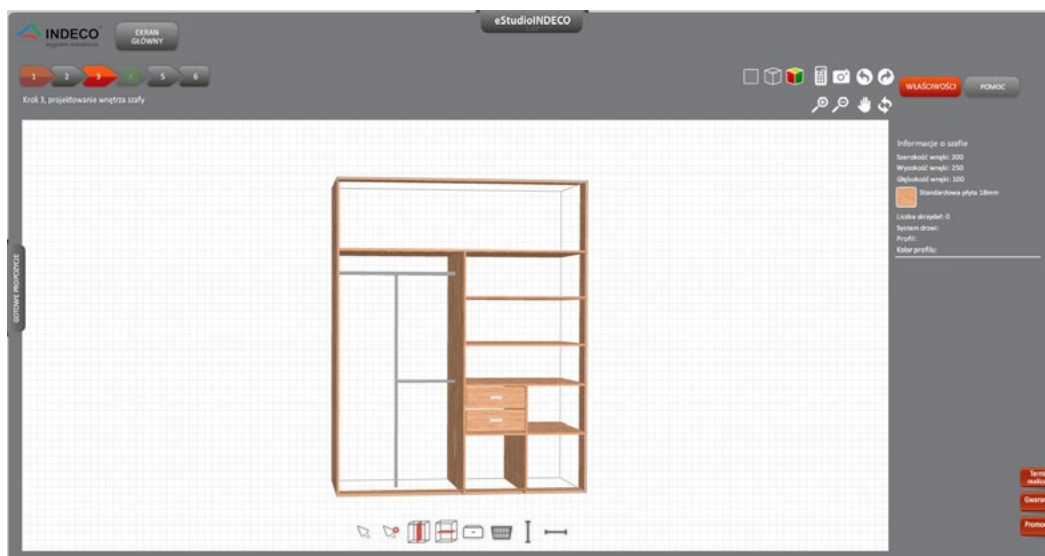 eStudioINDECO
INDECO
EKRAN
GŁÓWNY
1 2 3 4 5 6
Krok 3, projektowanie wnętrza szafy
WŁAŚCIWOŚCI
POMOC
GOTOWE PROPOZYCJE
Informacje o szafie
Szerokość wnęki: 200
Wysokość wnęki: 250
Głębokość wnęki: 100
Standardowa płyta 18mm
Liczba skrzydeł: 0
System drzwi:
Profil:
Kolor profilu: